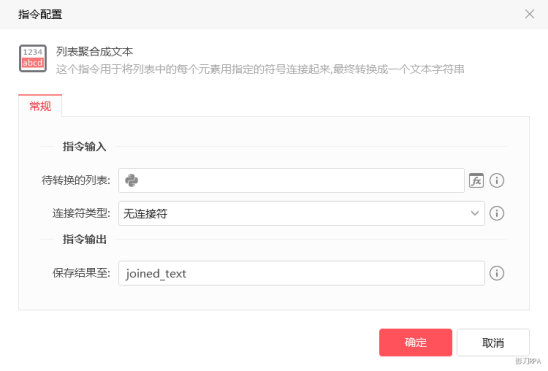 指令配置
1234
abcd
列表聚合成文本
这个指令用于将列表中的每个元素用指定的符号连接起来,最终转换成一个文本字符串
常规
指令输入
待转换的列表:
fx
连接符类型:
无连接符
指令输出
保存结果至:
joined_text
确定
取消
影刀RPA